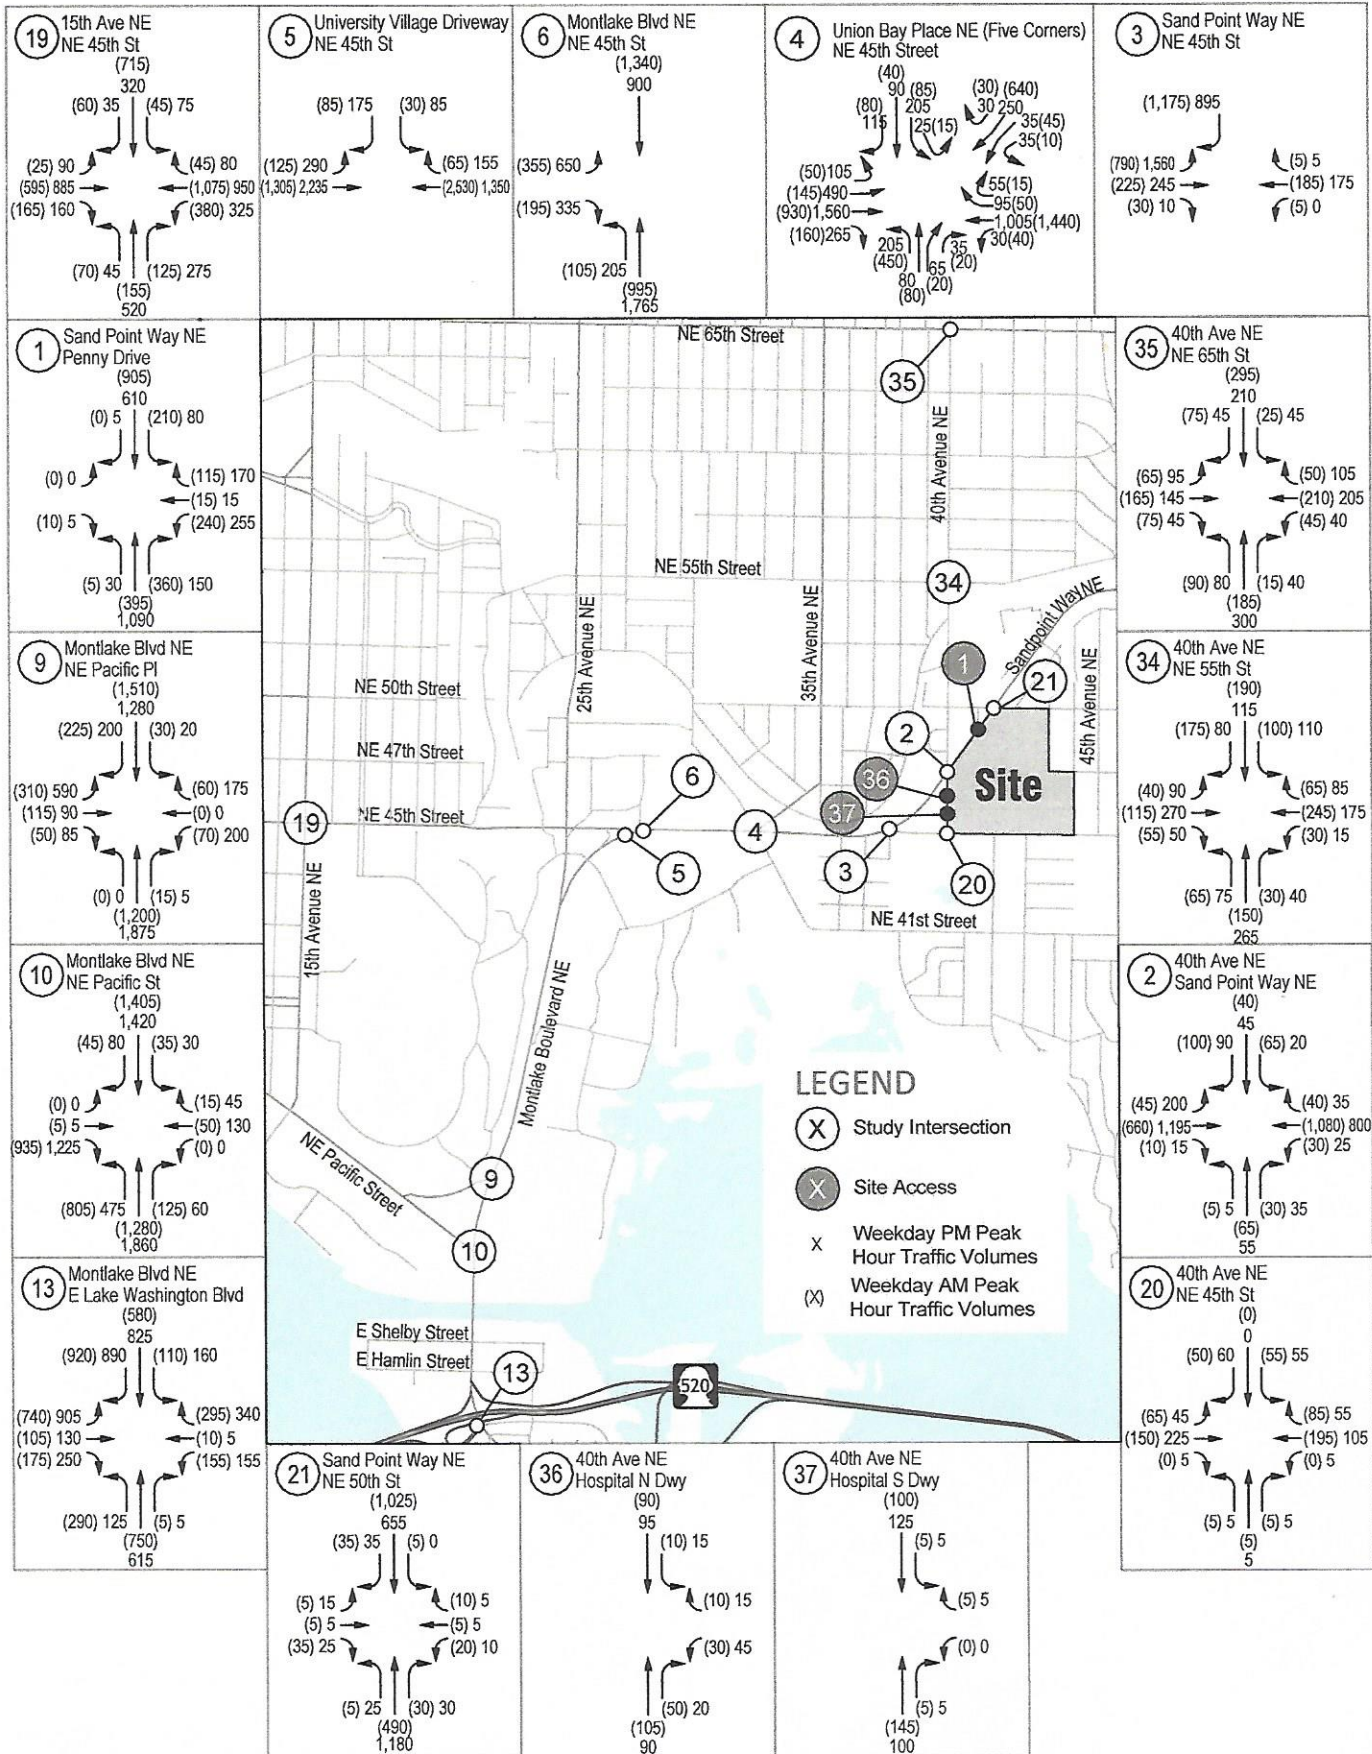 19
15th Ave NE
NE 45th St
(715)
320
(60) 35 (45) 75
(25) 90 (45) 80
(595) 885 (1,075) 950
(165) 160 (380) 325
(70) 45 (125) 275
(155)
520
5
University Village Driveway
NE 45th St
(85) 175 (30) 85
(125) 290 (65) 155
(1,305) 2,235 (2,530) 1,350
6
Montlake Blvd NE
NE 45th St
(1,340)
900
(355) 650
(195) 335
(105) 205
(995)
1,765
4
Union Bay Place NE (Five Corners)
NE 45th Street
(40)
90 (85) (30) (640)
(80) 205 30 250
115 25(15) 35(45)
35(10)
(50)105 55(15)
(145)490 95(50)
(930)1,560 1,005(1,440)
(160)265 30(40)
205 35
(450) 65 (20)
80 (20)
(80)
3
Sand Point Way NE
NE 45th St
(1,175) 895
(790) 1,560 (5) 5
(225) 245 (185) 175
(30) 10 (5) 0
1
Sand Point Way NE
Penny Drive
(905)
610
(0) 5 (210) 80
(0) 0 (115) 170
(15) 15
(10) 5 (240) 255
(5) 30 (360) 150
(395)
1,090
9
Montlake Blvd NE
NE Pacific Pl
(1,510)
1,280
(225) 200 (30) 20
(310) 590 (60) 175
(115) 90 (0) 0
(50) 85 (70) 200
(0) 0 (15) 5
(1,200)
1,875
10
Montlake Blvd NE
NE Pacific St
(1,405)
1,420
(45) 80 (35) 30
(0) 0 (15) 45
(5) 5 (50) 130
(935) 1,225 (0) 0
(805) 475 (125) 60
(1,280)
1,860
13
Montlake Blvd NE
E Lake Washington Blvd
(580)
825
(920) 890 (110) 160
(740) 905 (295) 340
(105) 130 (10) 5
(175) 250 (155) 155
(290) 125 (5) 5
(750)
615
NE 65th Street
35
40th Avenue NE
NE 55th Street
34
25th Avenue NE
35th Avenue NE
Sandpoint Way NE
1
21
45th Avenue NE
NE 50th Street
2
NE 47th Street
6
36
Site
19
NE 45th Street
4
37
5
3
20
NE 41st Street
15th Avenue NE
Montlake Boulevard NE
NE Pacific Street
9
10
E Shelby Street
E Hamlin Street
13
520
LEGEND
X Study Intersection
X Site Access
X Weekday PM Peak
Hour Traffic Volumes
(X) Weekday AM Peak
Hour Traffic Volumes
35
40th Ave NE
NE 65th St
(295)
210
(75) 45 (25) 45
(65) 95 (50) 105
(165) 145 (210) 205
(75) 45 (45) 40
(90) 80 (15) 40
(185)
300
34
40th Ave NE
NE 55th St
(190)
115
(175) 80 (100) 110
(40) 90 (65) 85
(115) 270 (245) 175
(55) 50 (30) 15
(65) 75 (30) 40
(150)
265
2
40th Ave NE
Sand Point Way NE
(40)
45
(100) 90 (65) 20
(45) 200 (40) 35
(660) 1,195 (1,080) 800
(10) 15 (30) 25
(5) 5 (30) 35
(65)
55
20
40th Ave NE
NE 45th St
(0)
0
(50) 60 (55) 55
(65) 45 (85) 55
(150) 225 (195) 105
(0) 5 (0) 5
(5) 5 (5) 5
(5)
5
21
Sand Point Way NE
NE 50th St
(1,025)
655
(35) 35 (5) 0
(5) 15 (10) 5
(5) 5 (5) 5
(35) 25 (20) 10
(5) 25 (30) 30
(490)
1,180
36
40th Ave NE
Hospital N Dwy
(90)
95
(10) 15
(10) 15
(30) 45
(50) 20
(105)
90
37
40th Ave NE
Hospital S Dwy
(100)
125
(5) 5
(5) 5
(0) 0
(5) 5
(145)
100